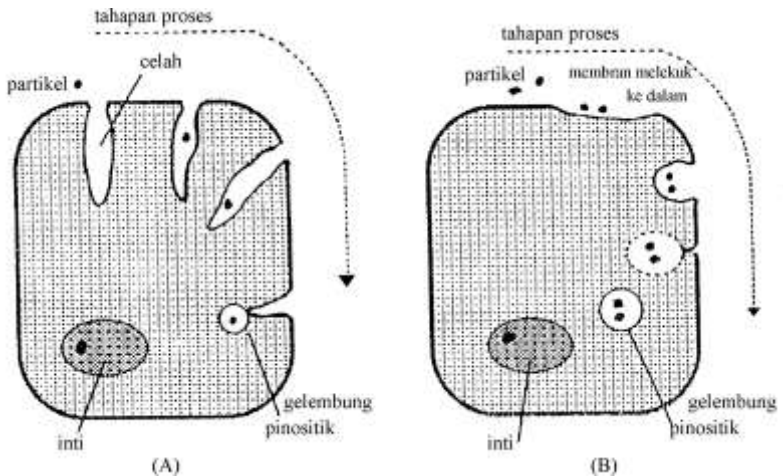 tahapan proses
celah
partikel
inti
gelembung
pinositik
(A)
tahapan proses
partikel
membran melekuk
ke dalam
inti
gelembung
pinositik
(B)